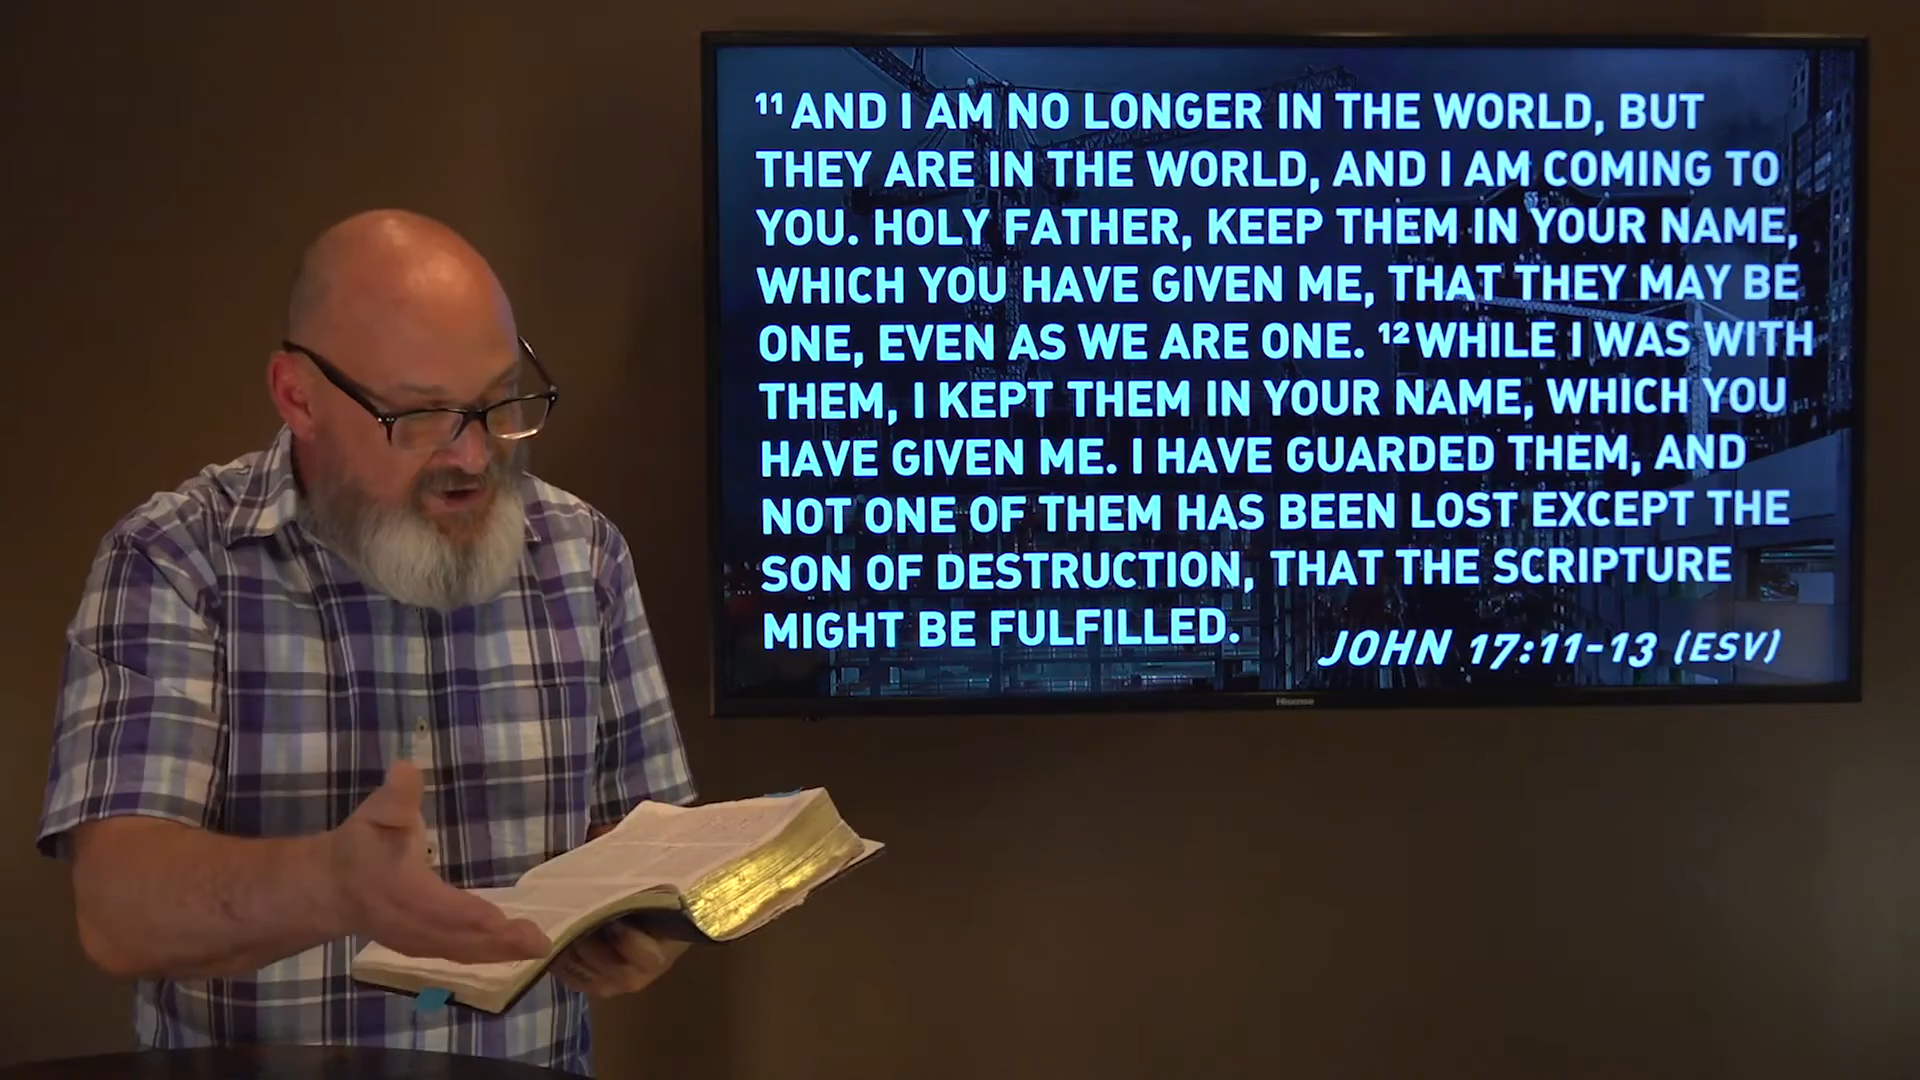 ¹¹ AND I AM NO LONGER IN THE WORLD, BUT
THEY ARE IN THE WORLD, AND I AM COMING TO
YOU. HOLY FATHER, KEEP THEM IN YOUR NAME,
WHICH YOU HAVE GIVEN ME, THAT THEY MAY BE
ONE, EVEN AS WE ARE ONE. ¹² WHILE I WAS WITH
THEM, I KEPT THEM IN YOUR NAME, WHICH YOU
HAVE GIVEN ME. I HAVE GUARDED THEM, AND
NOT ONE OF THEM HAS BEEN LOST EXCEPT THE
SON OF DESTRUCTION, THAT THE SCRIPTURE
MIGHT BE FULFILLED.
JOHN 17:11-13 (ESV)
Hisense